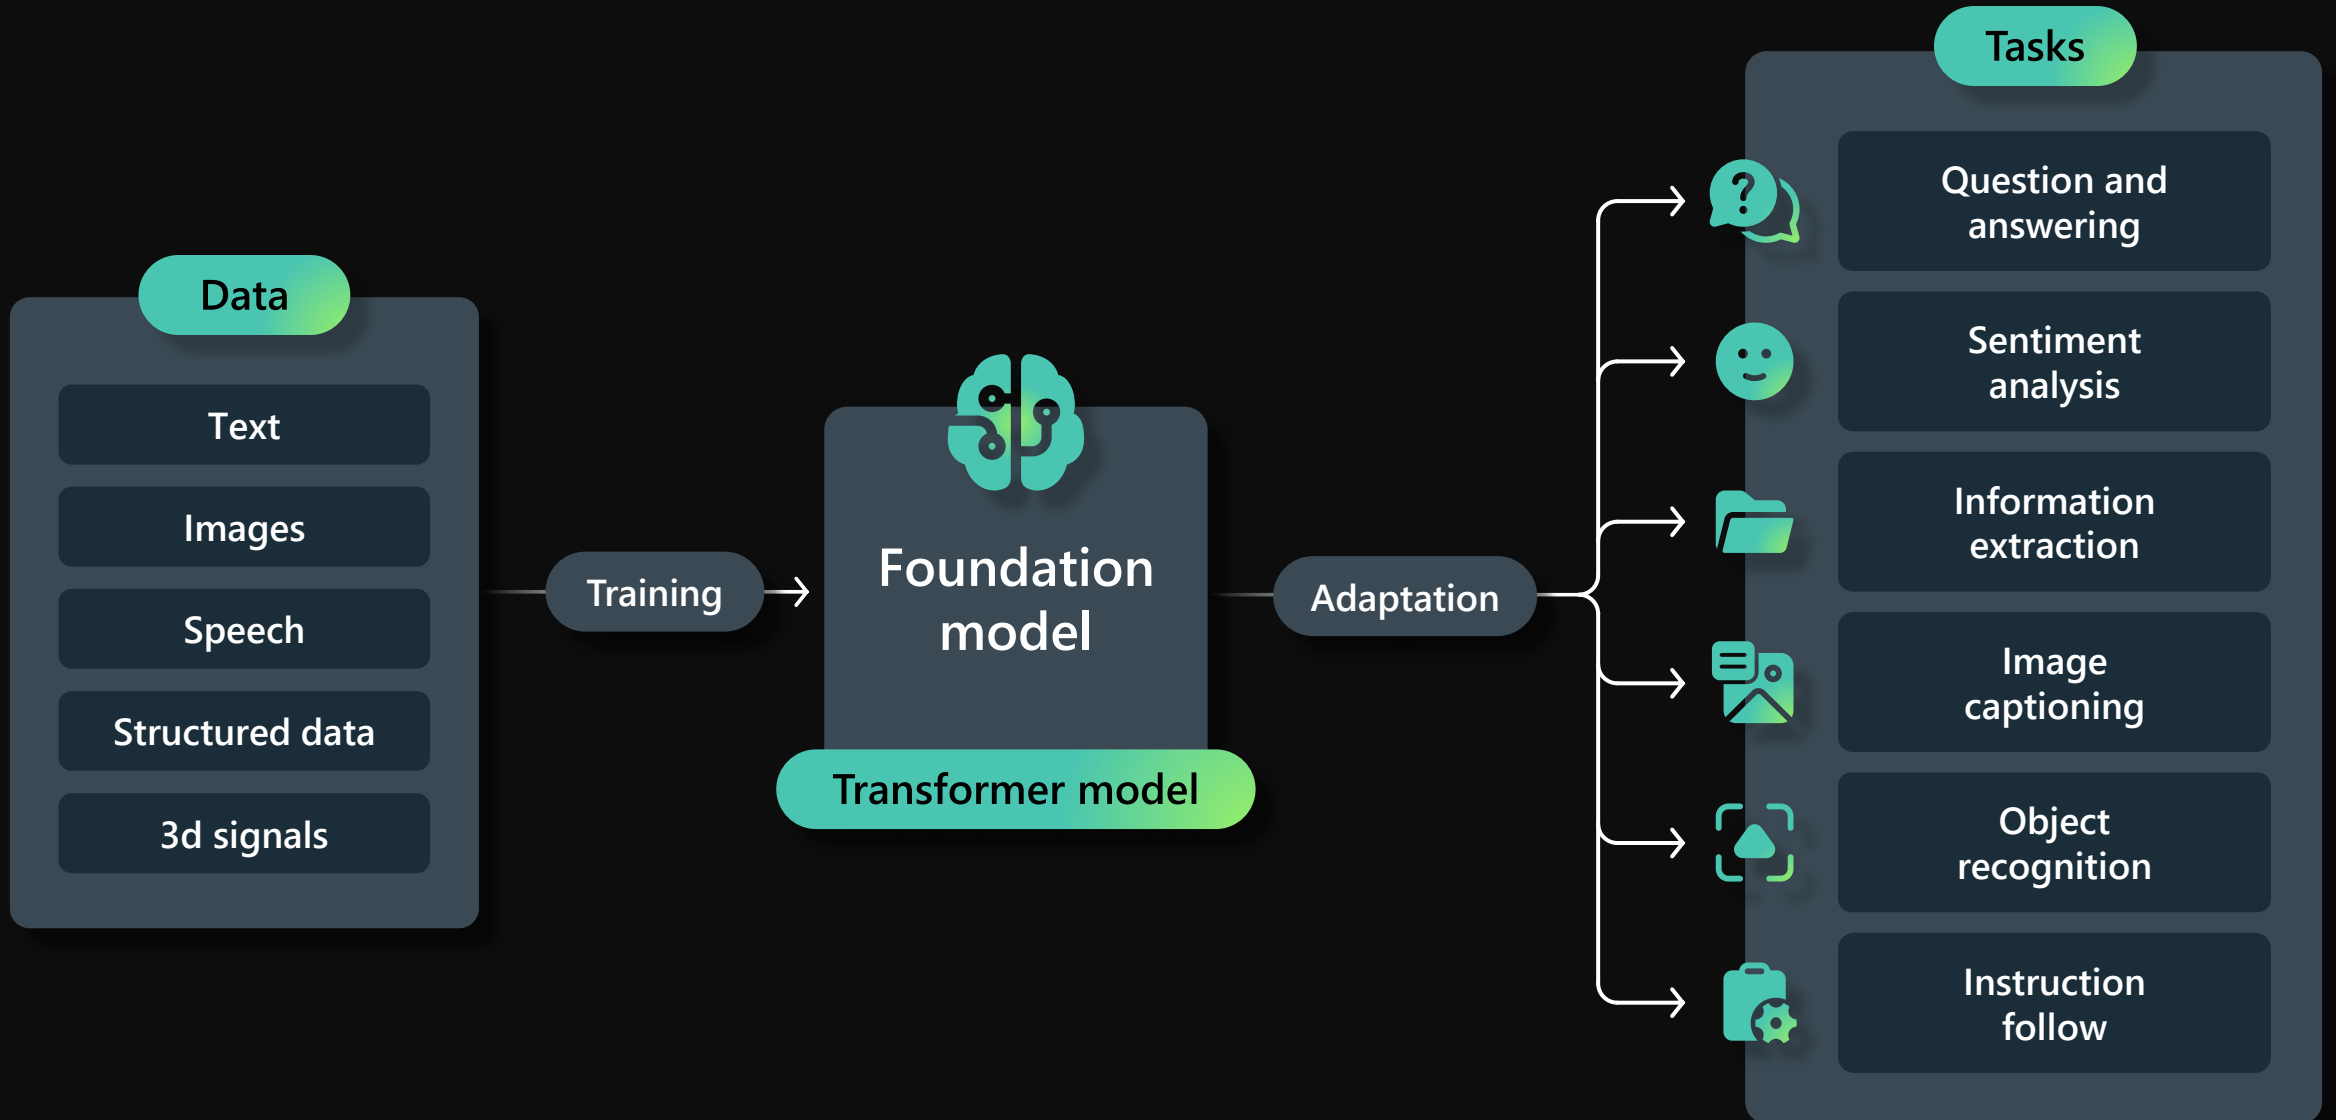 Data
Text
Images
Speech
Structured data
3d signals
Training
Foundation
model
Transformer model
Adaptation
Tasks
Question and
answering
Sentiment
analysis
Information
extraction
Image
captioning
Object
recognition
Instruction
follow